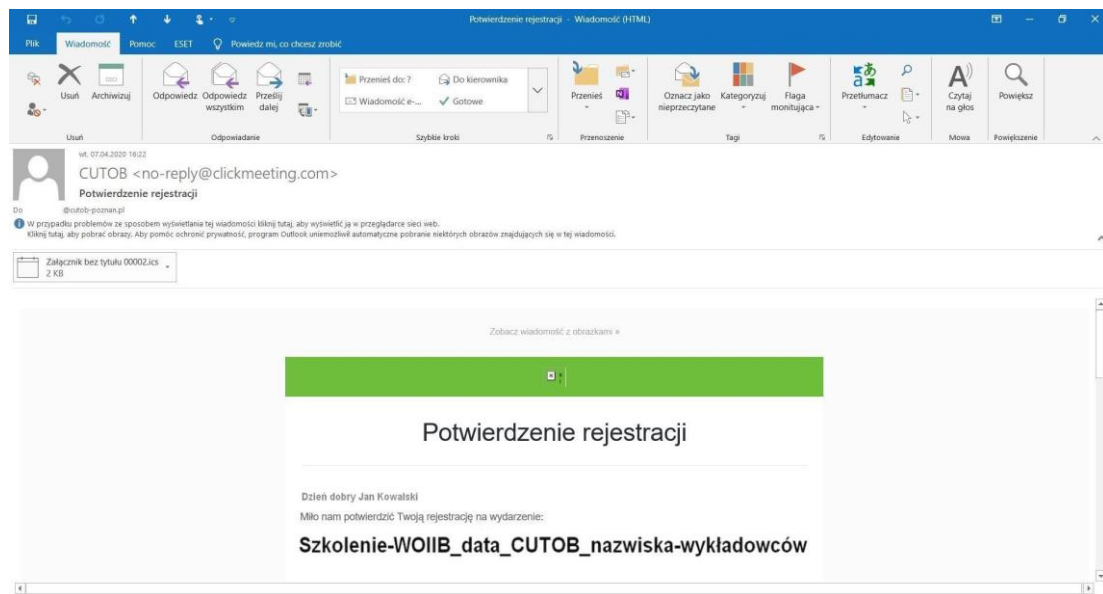 Potwierdzenie rejestracji - Wiadomość (HTML)
Plik Wiadomość Pomoc ESET Powiedz mi, co chcesz zrobić
Usuń Archiwizuj
Odpowiedz Odpowiedz wszystkim Prześlij dalej
Przenieś do: ? Do kierownika
Wiadomość e-... Gotowe
Przenieś
Oznacz jako nieprzeczytane Kategoryzuj Flaga monitująca
Przetłumacz
Czytaj na głos
Powiększ
Usuń Odpowiadanie Szybkie kroki Przenoszenie Tagi Edytowanie Mowa Powiększenie
wt. 07.04.2020 16:22
CUTOB <no-reply@clickmeeting.com>
Potwierdzenie rejestracji
Do @cutob-poznan.pl
W przypadku problemów ze sposobem wyświetlania tej wiadomości kliknij tutaj, aby wyświetlić ją w przeglądarce sieci web.
Kliknij tutaj, aby pobrać obrazy. Aby pomóc ochronić prywatność, program Outlook uniemożliwił automatyczne pobranie niektórych obrazów znajdujących się w tej wiadomości.
Załącznik bez tytułu 00002.ics
2 KB
Zobacz wiadomość z obrazkami »
Potwierdzenie rejestracji
Dzień dobry Jan Kowalski
Miło nam potwierdzić Twoją rejestrację na wydarzenie:
Szkolenie-WOIIB_data_CUTOB_nazwiska-wykładowców